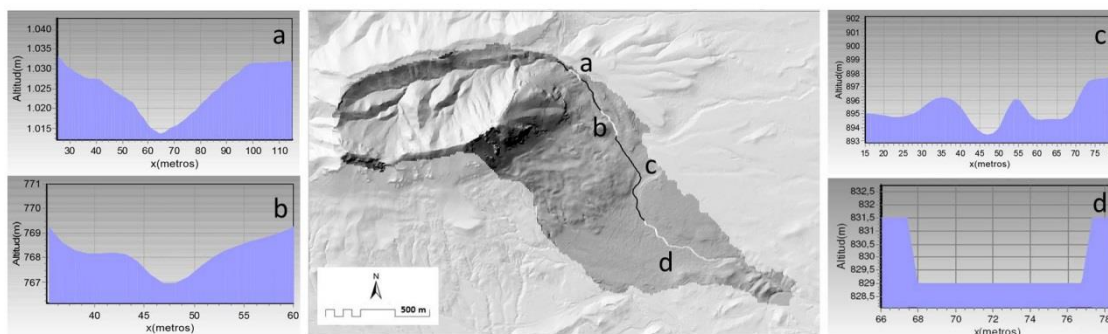 a
Altitud(m)
1.040
1.035
1.030
1.025
1.020
1.015
30 40 50 60 70 80 90 100 110
x(metros)
b
Altitud(m)
771
770
769
768
767
40 45 50 55 60
x(metros)
a
b
c
d
N
500 m
c
Altitud(m)
902
900
899
898
897
895
894
893
15 20 25 30 35 40 45 50 55 60 65 70 75
x(metros)
d
Altitud(m)
832,5
832
831,5
831
830,5
830
829,5
829
828,5
66 68 70 72 74 76 78
x(metros)